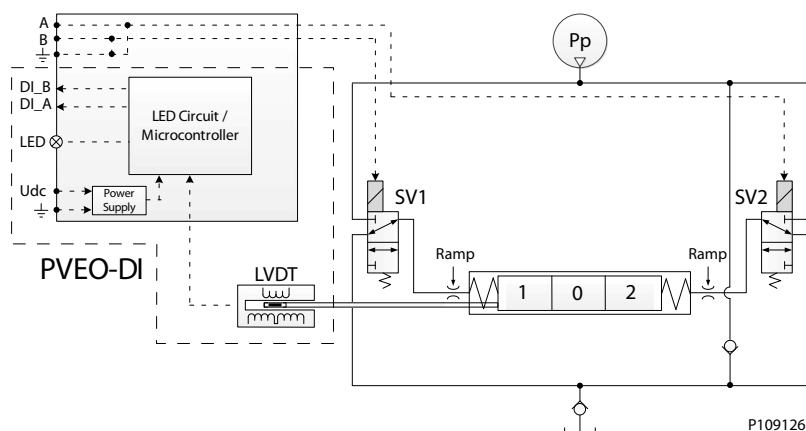 A
B
Pp
DI_B
DI_A
LED Circuit /
Microcontroller
LED
Udc
Power
Supply
SV1
SV2
PVEO-DI
LVDT
Ramp
Ramp
1 0 2
P109126